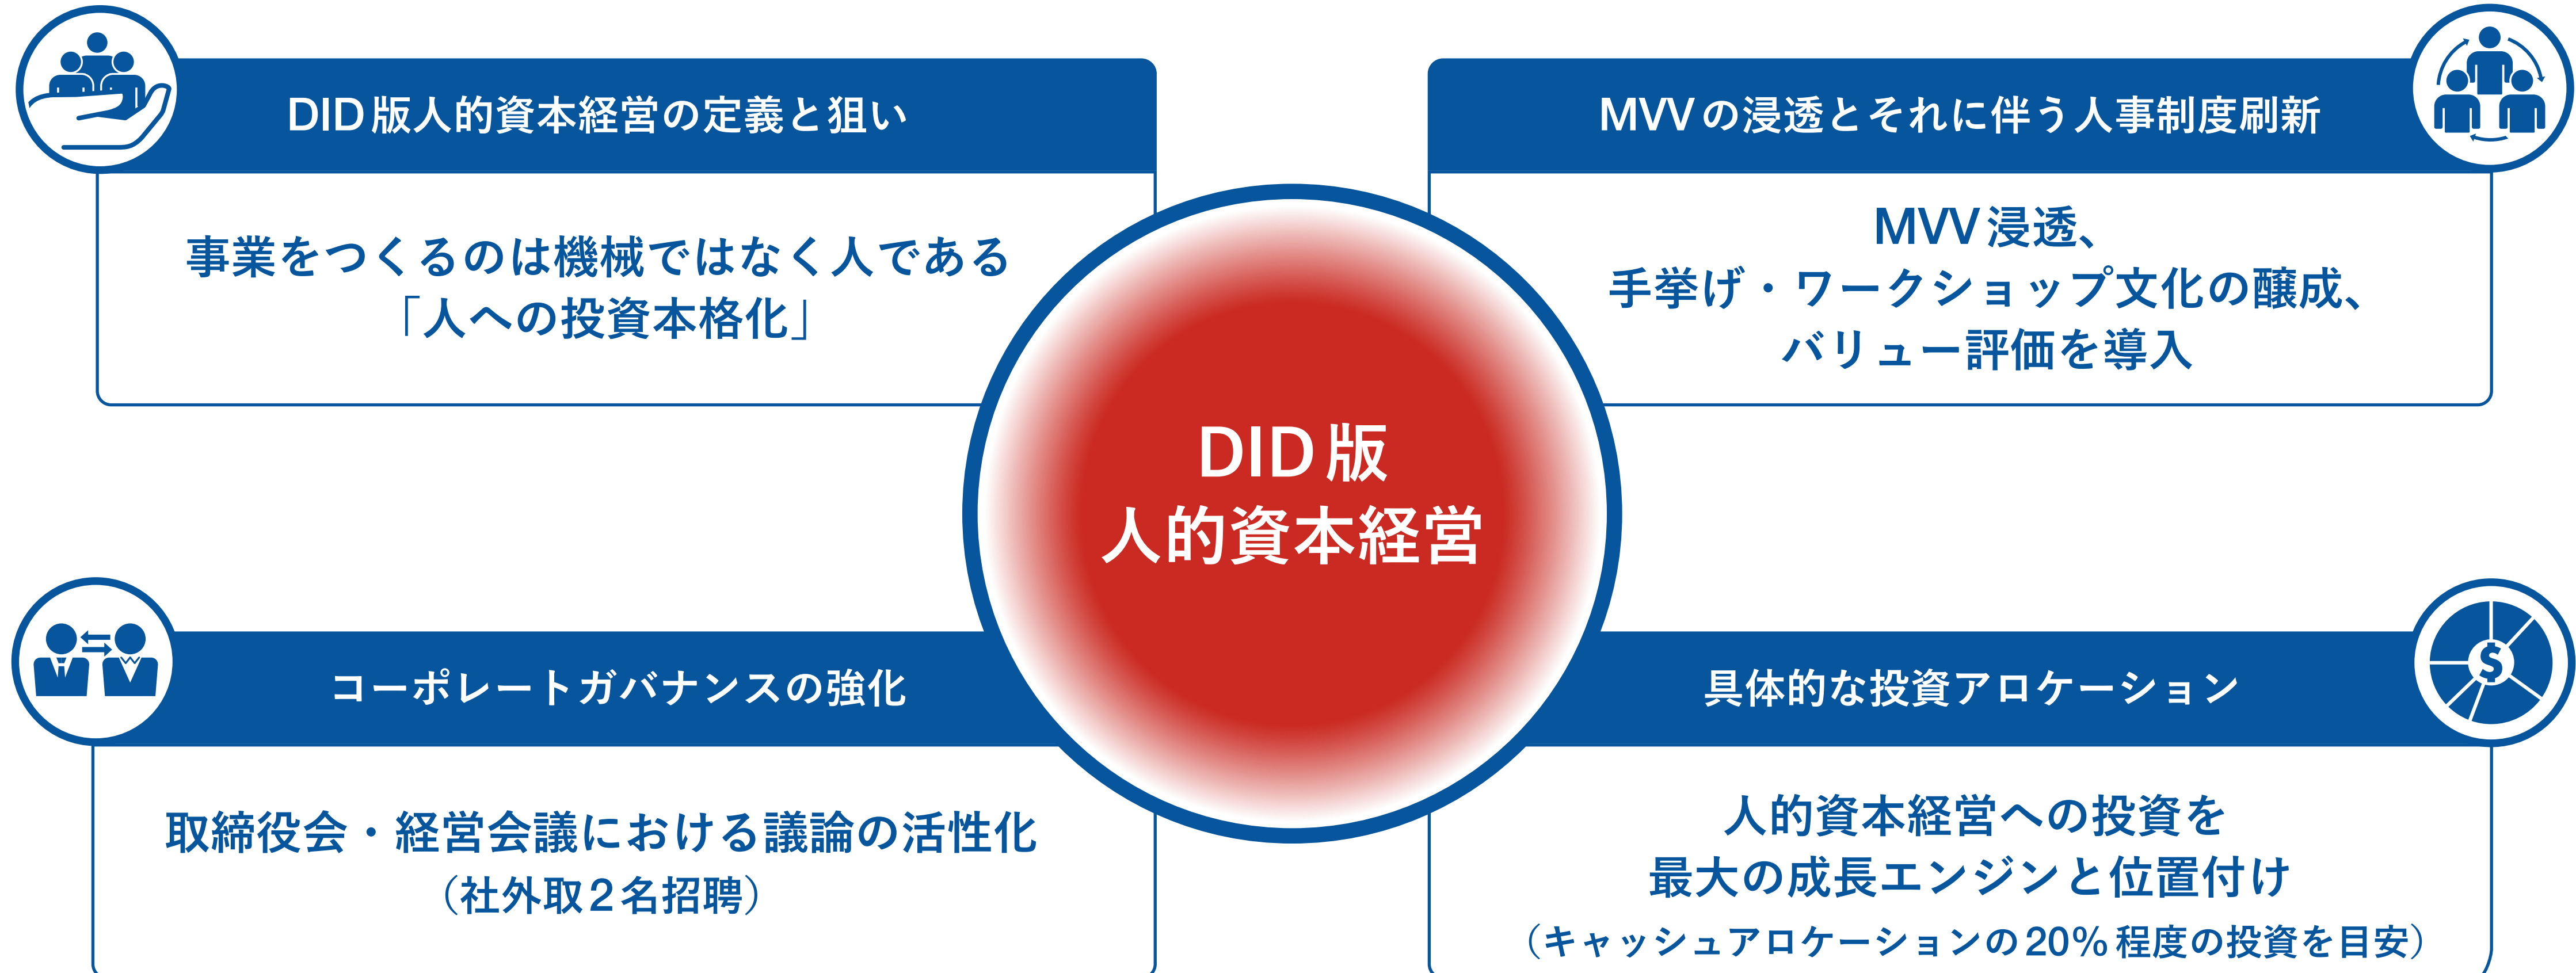 DID版人的資本経営の定義と狙い
事業をつくるのは機械ではなく人である
「人への投資本格化」
MVVの浸透とそれに伴う人事制度刷新
MVV浸透、
手挙げ・ワークショップ文化の醸成、
バリュー評価を導入
DID版
人的資本経営
コーポレートガバナンスの強化
取締役会・経営会議における議論の活性化
（社外取2名招聘）
具体的な投資アロケーション
$
人的資本経営への投資を
最大の成長エンジンと位置付け
（キャッシュアロケーションの20%程度の投資を目安）